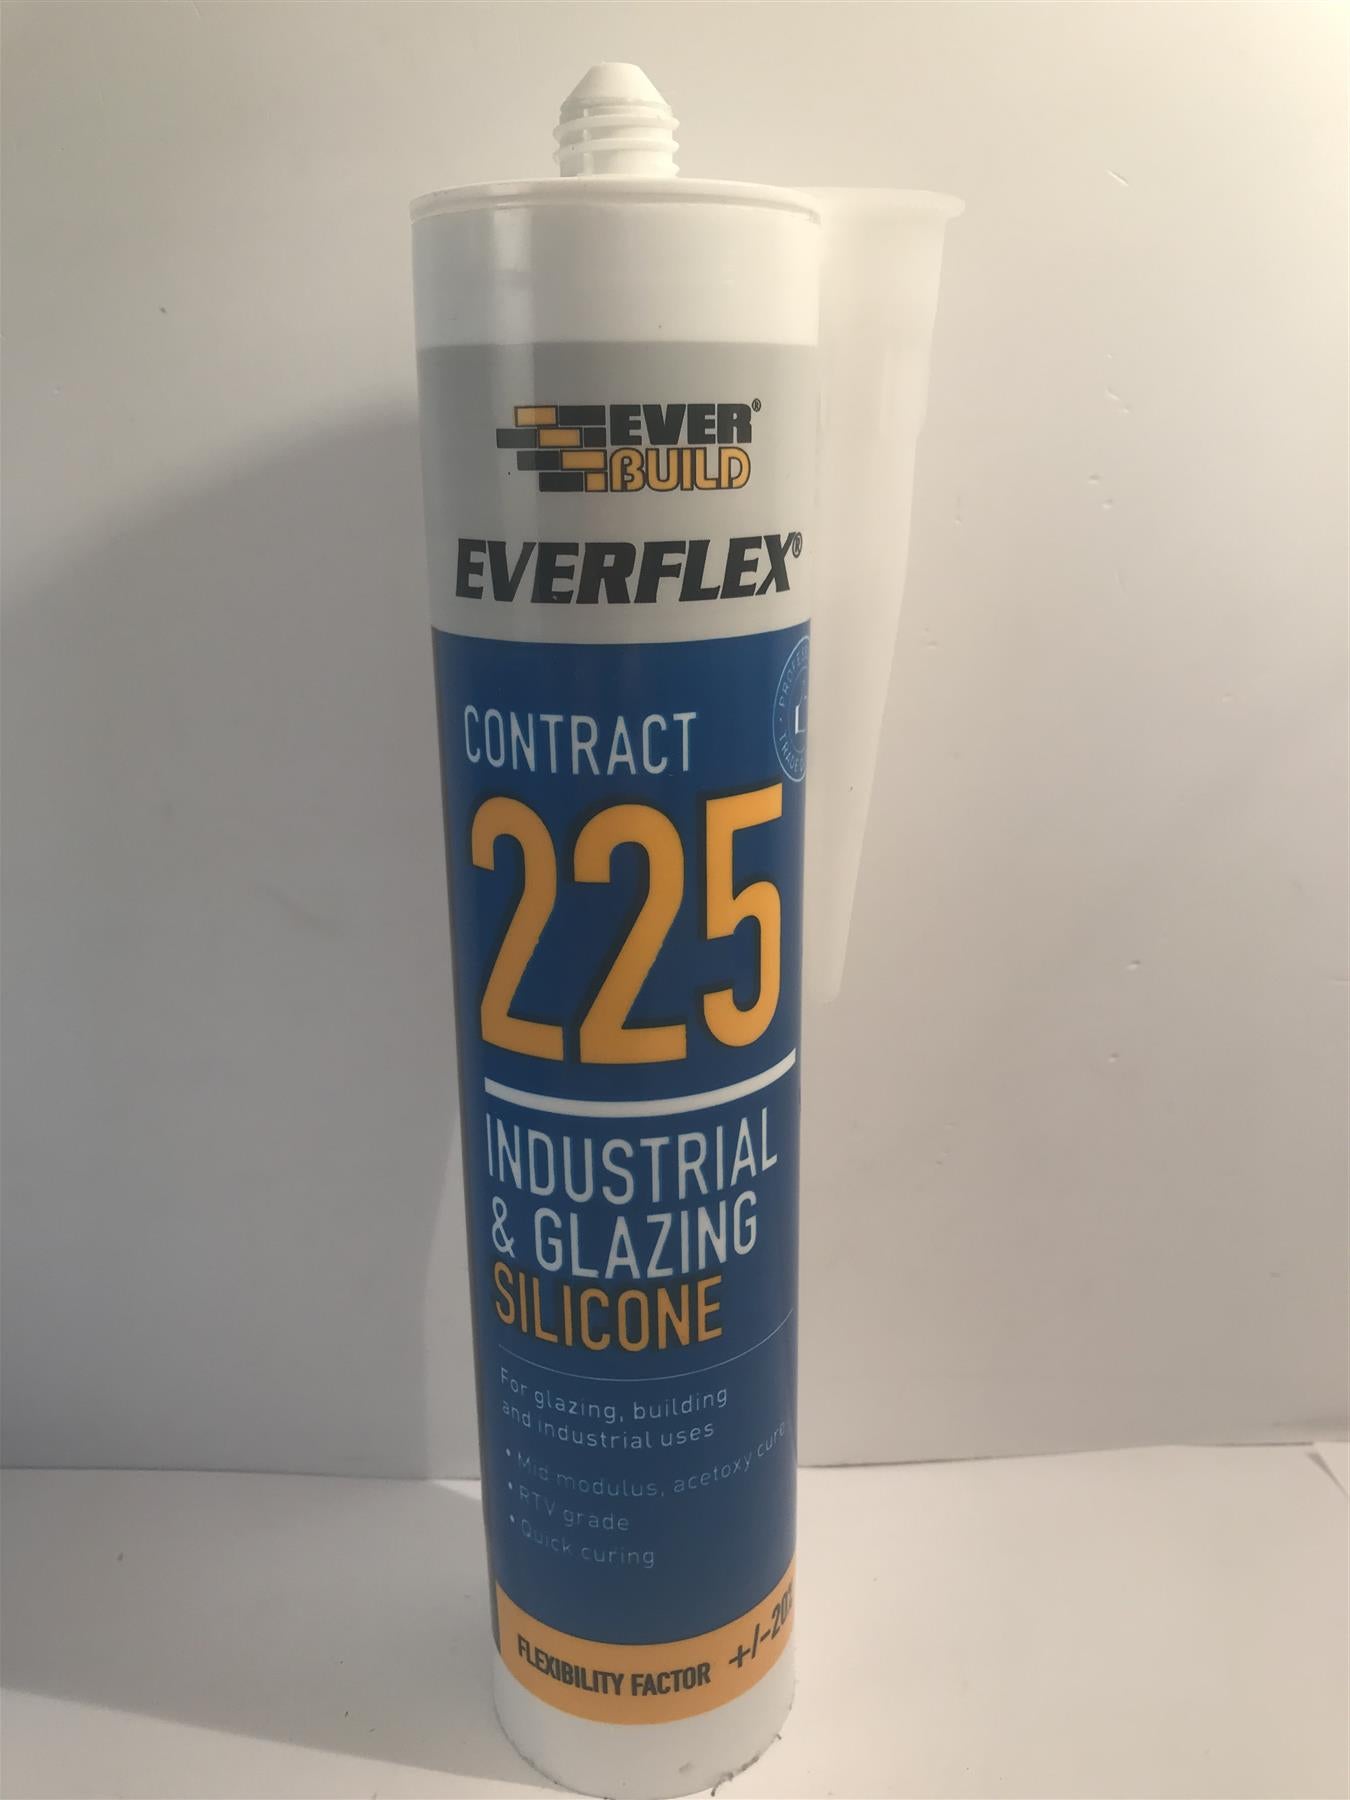 EVER®
BUILD
EVERFLEX®
CONTRACT
225
INDUSTRIAL
& GLAZING
SILICONE
For glazing, building
and industrial uses
• Mid modulus, acetoxy cure
• RTV grade
• Quick curing
FLEXIBILITY FACTOR +/-20%